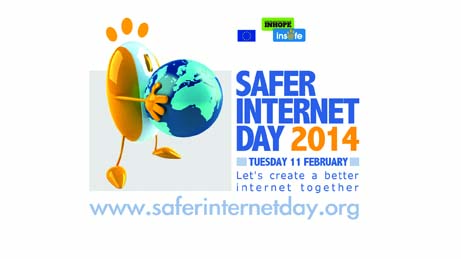 INHOPE
insafe
SAFER
INTERNET
DAY 2014
TUESDAY 11 FEBRUARY
Let's create a better
internet together
www.saferinternetday.org